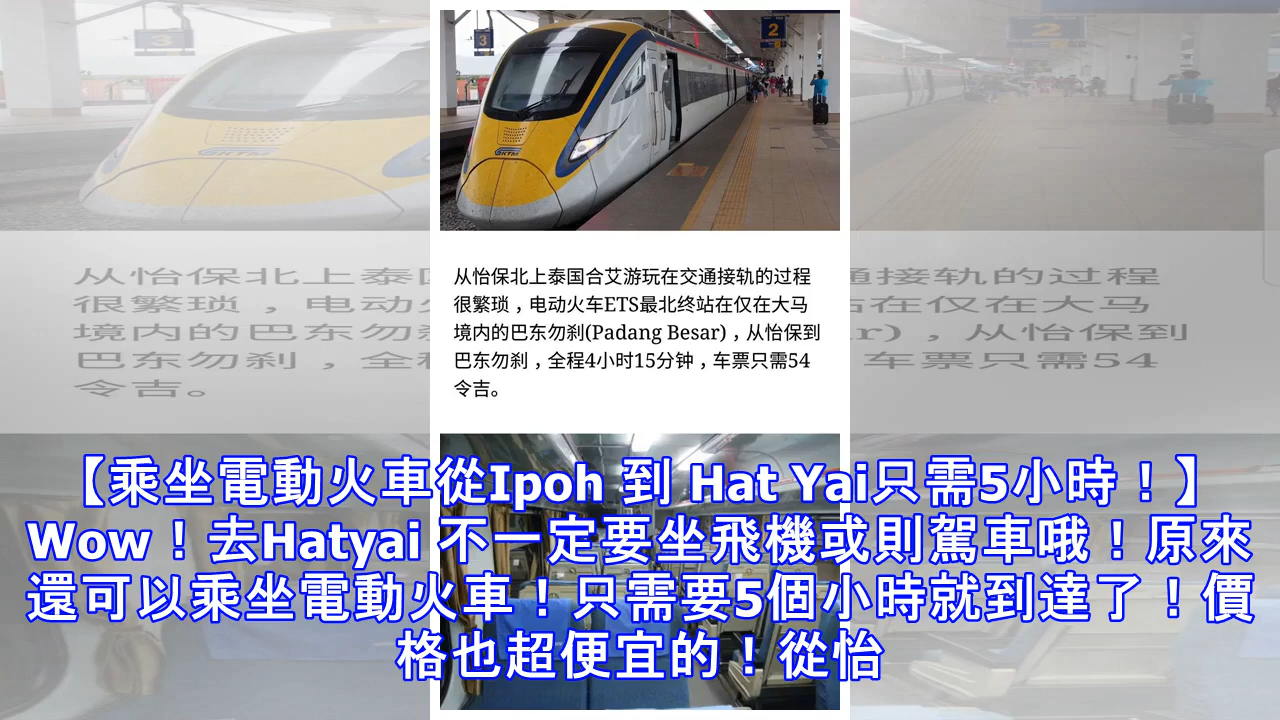 3
2
KTM
从怡保北上泰国合艾游玩在交通接轨的过程
很繁琐，电动火车ETS最北终站在仅在大马
境内的巴东勿刹(Padang Besar)，从怡保到
巴东勿刹，全程4小时15分钟，车票只需54
令吉。
【乘坐電動火車從Ipoh 到 Hat Yai只需5小時！】
Wow！去Hatyai 不一定要坐飛機或則駕車哦！原來
還可以乘坐電動火車！只需要5個小時就到達了！價
格也超便宜的！從怡